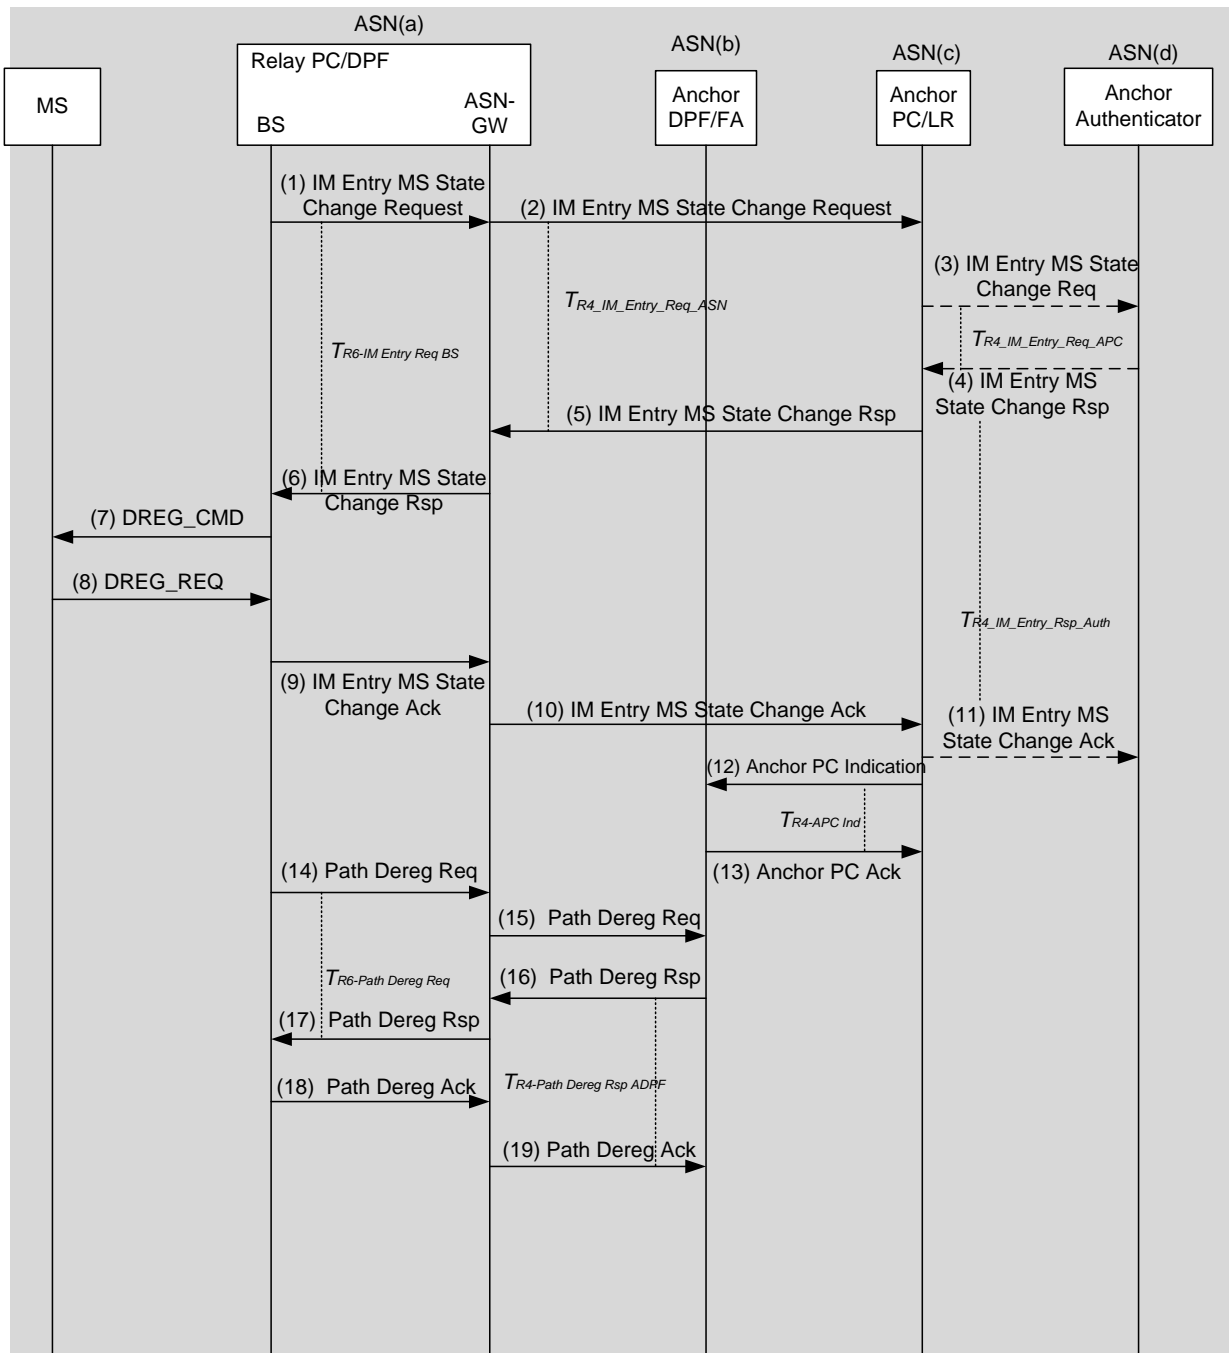 ASN(a)
ASN(b)
ASN(c)
ASN(d)
MS
Relay PC/DPF
BS
ASN-
GW
Anchor
DPF/FA
Anchor
PC/LR
Anchor
Authenticator
(1) IM Entry MS State
Change Request
(2) IM Entry MS State Change Request
(3) IM Entry MS State
Change Req
TR4_IM_Entry_Req_ASN
TR6-IM Entry Req BS
TR4_IM_Entry_Req_APC
(4) IM Entry MS
State Change Rsp
(5) IM Entry MS State Change Rsp
(6) IM Entry MS State
Change Rsp
(7) DREG_CMD
(8) DREG_REQ
TR4_IM_Entry_Rsp_Auth
(9) IM Entry MS State
Change Ack
(10) IM Entry MS State Change Ack
(11) IM Entry MS
State Change Ack
(12) Anchor PC Indication
TR4-APC Ind
(13) Anchor PC Ack
(14) Path Dereg Req
(15) Path Dereg Req
(16) Path Dereg Rsp
TR6-Path Dereg Req
(17) Path Dereg Rsp
(18) Path Dereg Ack
TR4-Path Dereg Rsp ADPF
(19) Path Dereg Ack